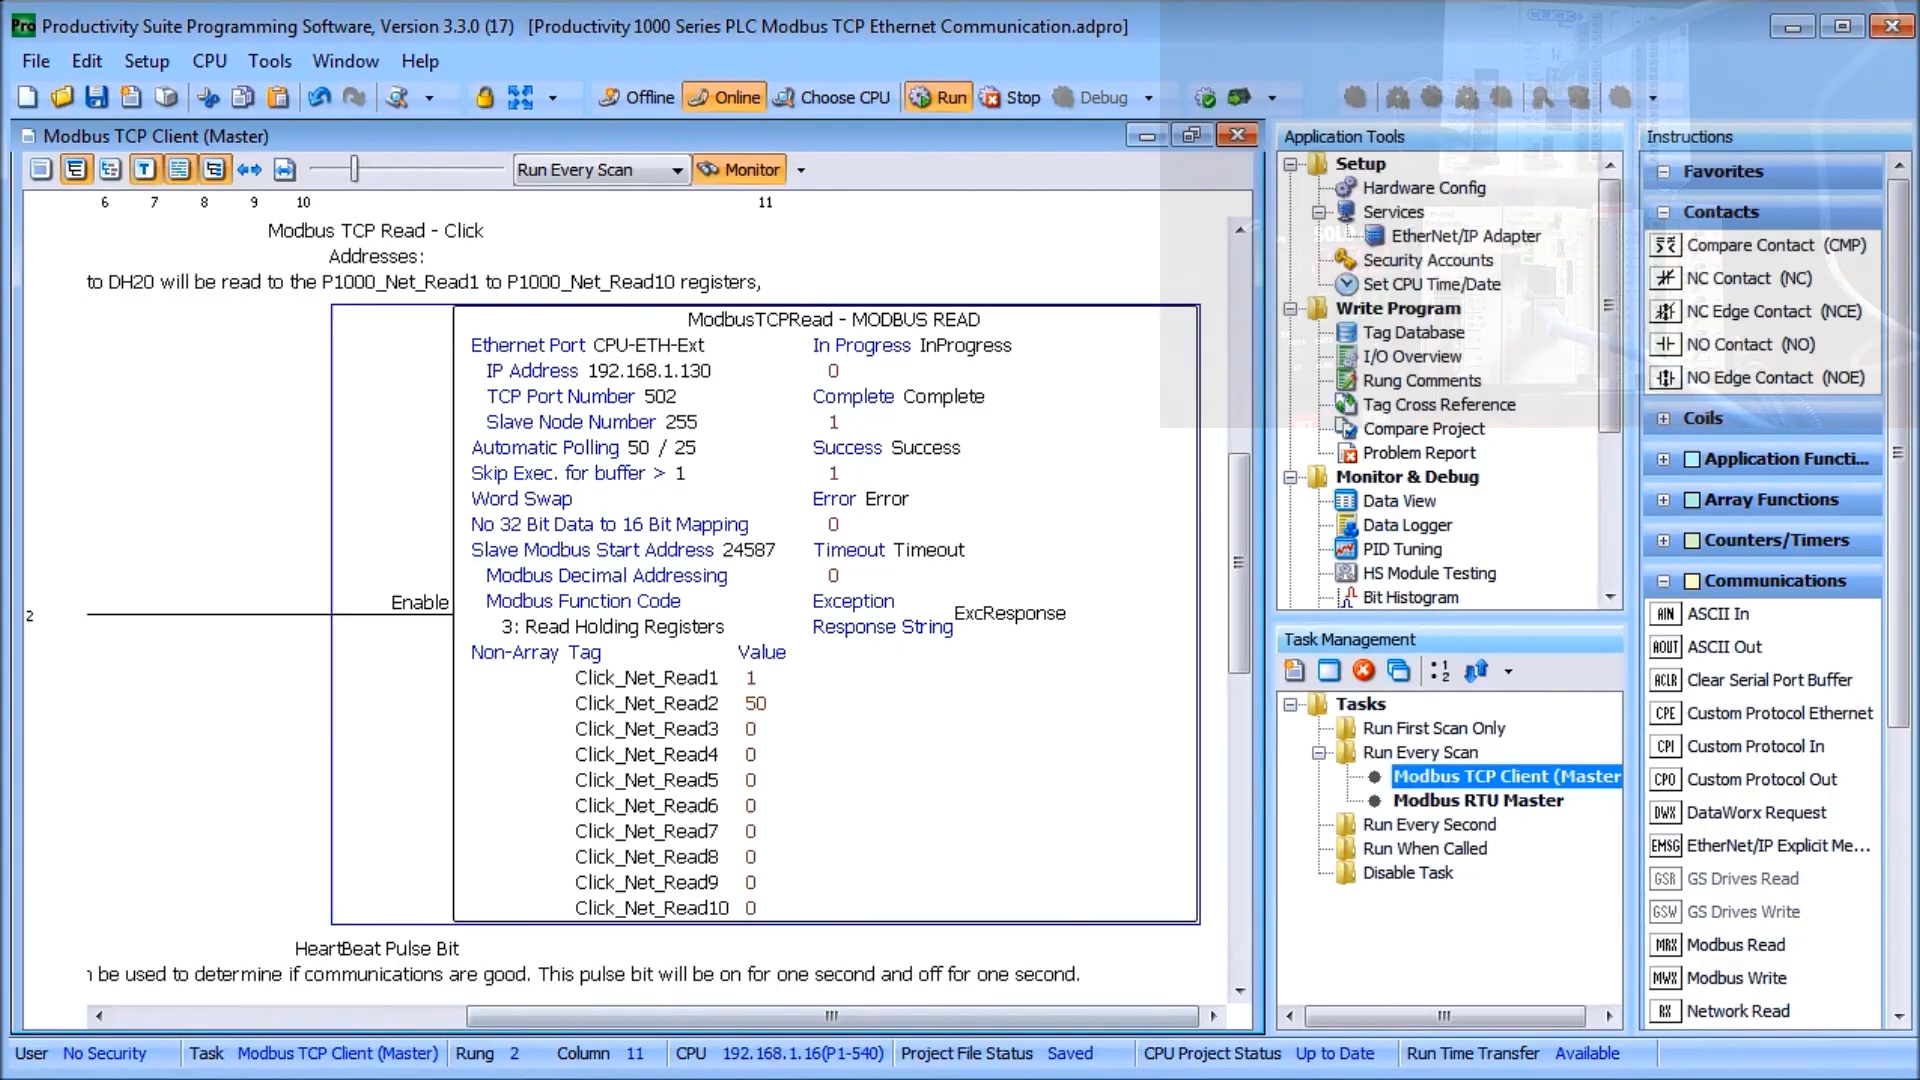 Productivity Suite Programming Software, Version 3.3.0 (17)   [Productivity 1000 Series PLC Modbus TCP Ethernet Communication.adpro]
File Edit Setup CPU Tools Window Help
Offline Online Choose CPU Run Stop Debug
Modbus TCP Client (Master)
Run Every Scan Monitor
6 7 8 9 10 11
Modbus TCP Read - Click
Addresses:
to DH20 will be read to the P1000_Net_Read1 to P1000_Net_Read10 registers,
ModbusTCPRead - MODBUS READ
Ethernet Port CPU-ETH-Ext
IP Address 192.168.1.130
TCP Port Number 502
Slave Node Number 255
Automatic Polling 50 / 25
Skip Exec. for buffer > 1
Word Swap
No 32 Bit Data to 16 Bit Mapping
Slave Modbus Start Address 24587
Modbus Decimal Addressing
Modbus Function Code
3: Read Holding Registers
In Progress InProgress
0
Complete Complete
1
Success Success
1
Error Error
0
Timeout Timeout
0
Exception
Response String
ExcResponse
Enable
2
Non-Array Tag Value
Click_Net_Read1 1
Click_Net_Read2 50
Click_Net_Read3 0
Click_Net_Read4 0
Click_Net_Read5 0
Click_Net_Read6 0
Click_Net_Read7 0
Click_Net_Read8 0
Click_Net_Read9 0
Click_Net_Read10 0
HeartBeat Pulse Bit
be used to determine if communications are good. This pulse bit will be on for one second and off for one second.
Application Tools
Setup
Hardware Config
Services
EtherNet/IP Adapter
Security Accounts
Set CPU Time/Date
Write Program
Tag Database
I/O Overview
Rung Comments
Tag Cross Reference
Compare Project
Problem Report
Monitor & Debug
Data View
Data Logger
PID Tuning
HS Module Testing
Bit Histogram
Task Management
Tasks
Run First Scan Only
Run Every Scan
Modbus TCP Client (Master
Modbus RTU Master
Run Every Second
Run When Called
Disable Task
Instructions
Favorites
Contacts
Compare Contact (CMP)
NC Contact (NC)
NC Edge Contact (NCE)
NO Contact (NO)
NO Edge Contact (NOE)
Coils
Application Functi...
Array Functions
Counters/Timers
Communications
AIN ASCII In
AOUT ASCII Out
ACLR Clear Serial Port Buffer
CPE Custom Protocol Ethernet
CPI Custom Protocol In
CPO Custom Protocol Out
DWX DataWorx Request
EMSG EtherNet/IP Explicit Me...
GSR GS Drives Read
GSW GS Drives Write
MRX Modbus Read
MWX Modbus Write
RX Network Read
User No Security Task Modbus TCP Client (Master) Rung 2 Column 11 CPU 192.168.1.16(P1-540) Project File Status Saved CPU Project Status Up to Date Run Time Transfer Available